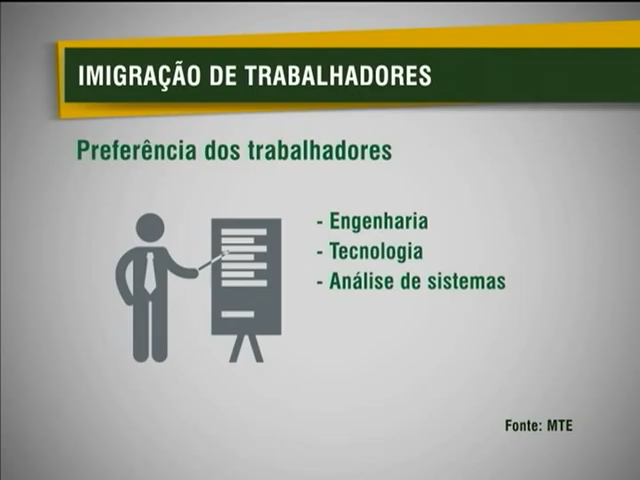 IMIGRAÇÃO DE TRABALHADORES
Preferência dos trabalhadores
- Engenharia
- Tecnologia
- Análise de sistemas
Fonte: MTE